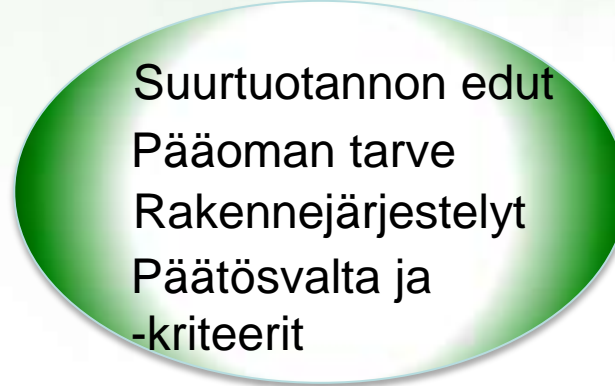 Suurtuotannon edut
Pääoman tarve
Rakennejärjestelyt
Päätösvalta ja
-kriteerit